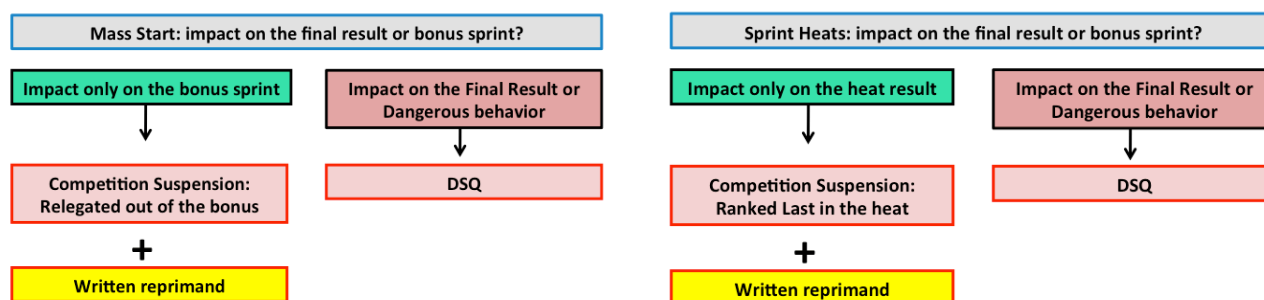 Mass Start: impact on the final result or bonus sprint?
Impact only on the bonus sprint
Impact on the Final Result or
Dangerous behavior
Competition Suspension:
Relegated out of the bonus
DSQ
+
Written reprimand
Sprint Heats: impact on the final result or bonus sprint?
Impact only on the heat result
Impact on the Final Result or
Dangerous behavior
Competition Suspension:
Ranked Last in the heat
DSQ
+
Written reprimand